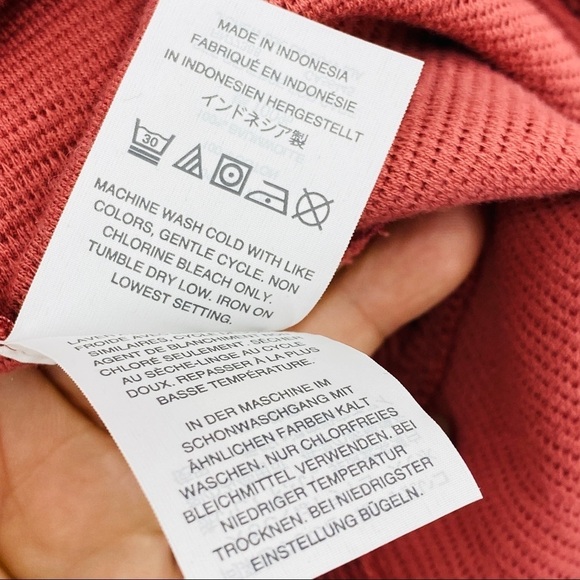 MADE IN INDONESIA
FABRIQUÉ EN INDONÉSIE
IN INDONESIEN HERGESTELLT
インドネシア製
30
MACHINE WASH COLD WITH LIKE
COLORS, GENTLE CYCLE. NON
CHLORINE BLEACH ONLY.
TUMBLE DRY LOW. IRON ON
LOWEST SETTING.
FROIDE
SIMILAIRES,
AGENT DE BLANCHIMENT
CHLORÉ SEULEMENT. SÉCHER
AU SÈCHE-LINGE AU CYCLE
DOUX. REPASSER À LA PLUS
BASSE TEMPÉRATURE.
IN DER MASCHINE IM
SCHONWASCHGANG MIT
ÄHNLICHEN FARBEN KALT
WASCHEN. NUR CHLORFREIES
BLEICHMITTEL VERWENDEN. BEI
NIEDRIGER TEMPERATUR
TROCKNEN. BEI NIEDRIGSTER
EINSTELLUNG BÜGELN.